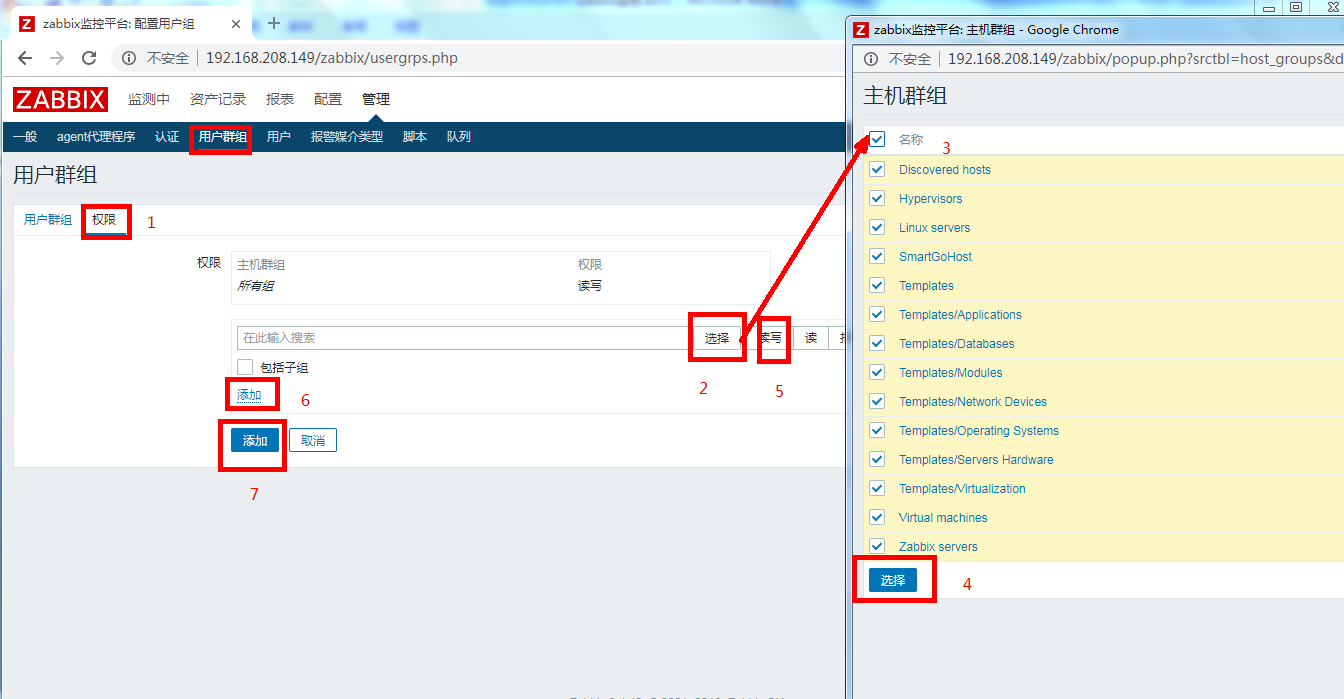 zabbix监控平台: 配置用户组
不安全 192.168.208.149/zabbix/usergrps.php
ZABBIX 监测中 资产记录 报表 配置 管理
一般 agent代理程序 认证 用户群组 用户 报警媒介类型 脚本 队列
用户群组
用户群组 权限 1
权限 主机群组 权限
所有组 读写
在此输入搜索 选择 读写 读
包括子组
2 5
添加 6
添加 取消
7
zabbix监控平台: 主机群组 - Google Chrome
不安全 192.168.208.149/zabbix/popup.php?srctbl=host_groups&d
主机群组
名称 3
Discovered hosts
Hypervisors
Linux servers
SmartGoHost
Templates
Templates/Applications
Templates/Databases
Templates/Modules
Templates/Network Devices
Templates/Operating Systems
Templates/Servers Hardware
Templates/Virtualization
Virtual machines
Zabbix servers
选择 4